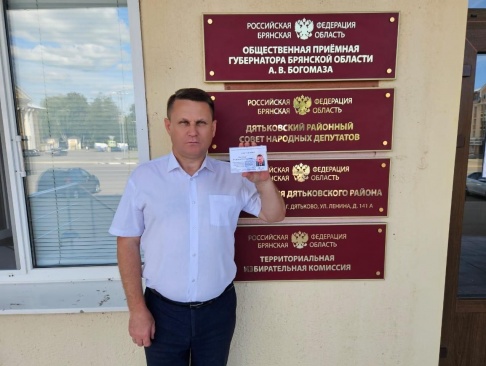 РОССИЙСКАЯ ФЕДЕРАЦИЯ
БРЯНСКАЯ ОБЛАСТЬ
ОБЩЕСТВЕННАЯ ПРИЁМНАЯ
ГУБЕРНАТОРА БРЯНСКОЙ ОБЛАСТИ
А. В. БОГОМАЗА
РОССИЙСКАЯ ФЕДЕРАЦИЯ
БРЯНСКАЯ ОБЛАСТЬ
ДЯТЬКОВСКИЙ РАЙОННЫЙ
СОВЕТ НАРОДНЫХ ДЕПУТАТОВ
ФЕДЕРАЦИЯ
ОБЛАСТЬ
ДЯТЬКОВСКОГО РАЙОНА
Г. ДЯТЬКОВО, УЛ. ЛЕНИНА, Д. 141 А
РОССИЙСКАЯ ФЕДЕРАЦИЯ
БРЯНСКАЯ ОБЛАСТЬ
ТЕРРИТОРИАЛЬНАЯ
ИЗБИРАТЕЛЬНАЯ КОМИССИЯ